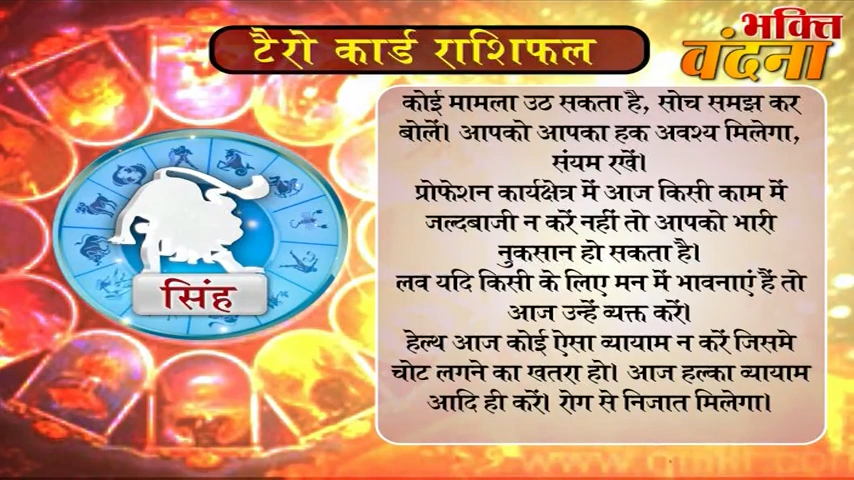 टैरो कार्ड राशिफल
भक्ति
वंदना
कोई मामला उठ सकता है, सोच समझ कर
बोलें। आपको आपका हक अवश्य मिलेगा,
संयम रखें।
प्रोफेशन कार्यक्षेत्र में आज किसी काम में
जल्दबाजी न करें नहीं तो आपको भारी
नुकसान हो सकता है।
लव यदि किसी के लिए मन में भावनाएं हैं तो
आज उन्हें व्यक्त करें।
हेल्थ आज कोई ऐसा व्यायाम न करें जिसमे
चोट लगने का खतरा हो। आज हल्का व्यायाम
आदि ही करें। रोग से निजात मिलेगा।
सिंह